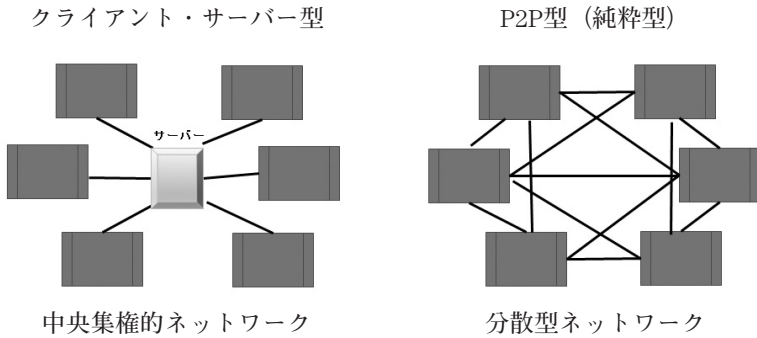 クライアント・サーバー型
P2P型（純粋型）
サーバー
中央集権的ネットワーク
分散型ネットワーク